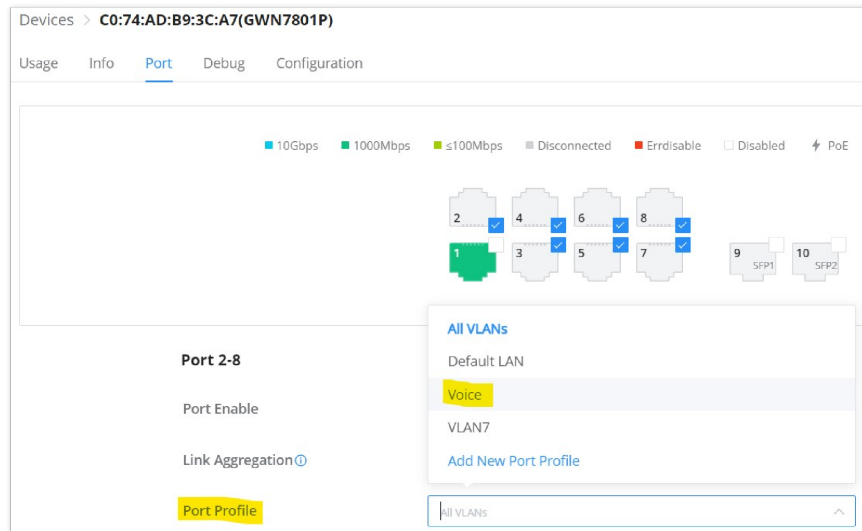 Devices > C0:74:AD:B9:3C:A7(GWN7801P)
Usage Info Port Debug Configuration
10Gbps 1000Mbps ≤100Mbps Disconnected Errdisable Disabled PoE
2 4 6 8
1 3 5 7 9 SFP1 10 SFP2
All VLANs
Port 2-8
Default LAN
Voice
Port Enable
VLAN7
Link Aggregation
Add New Port Profile
Port Profile
All VLANs